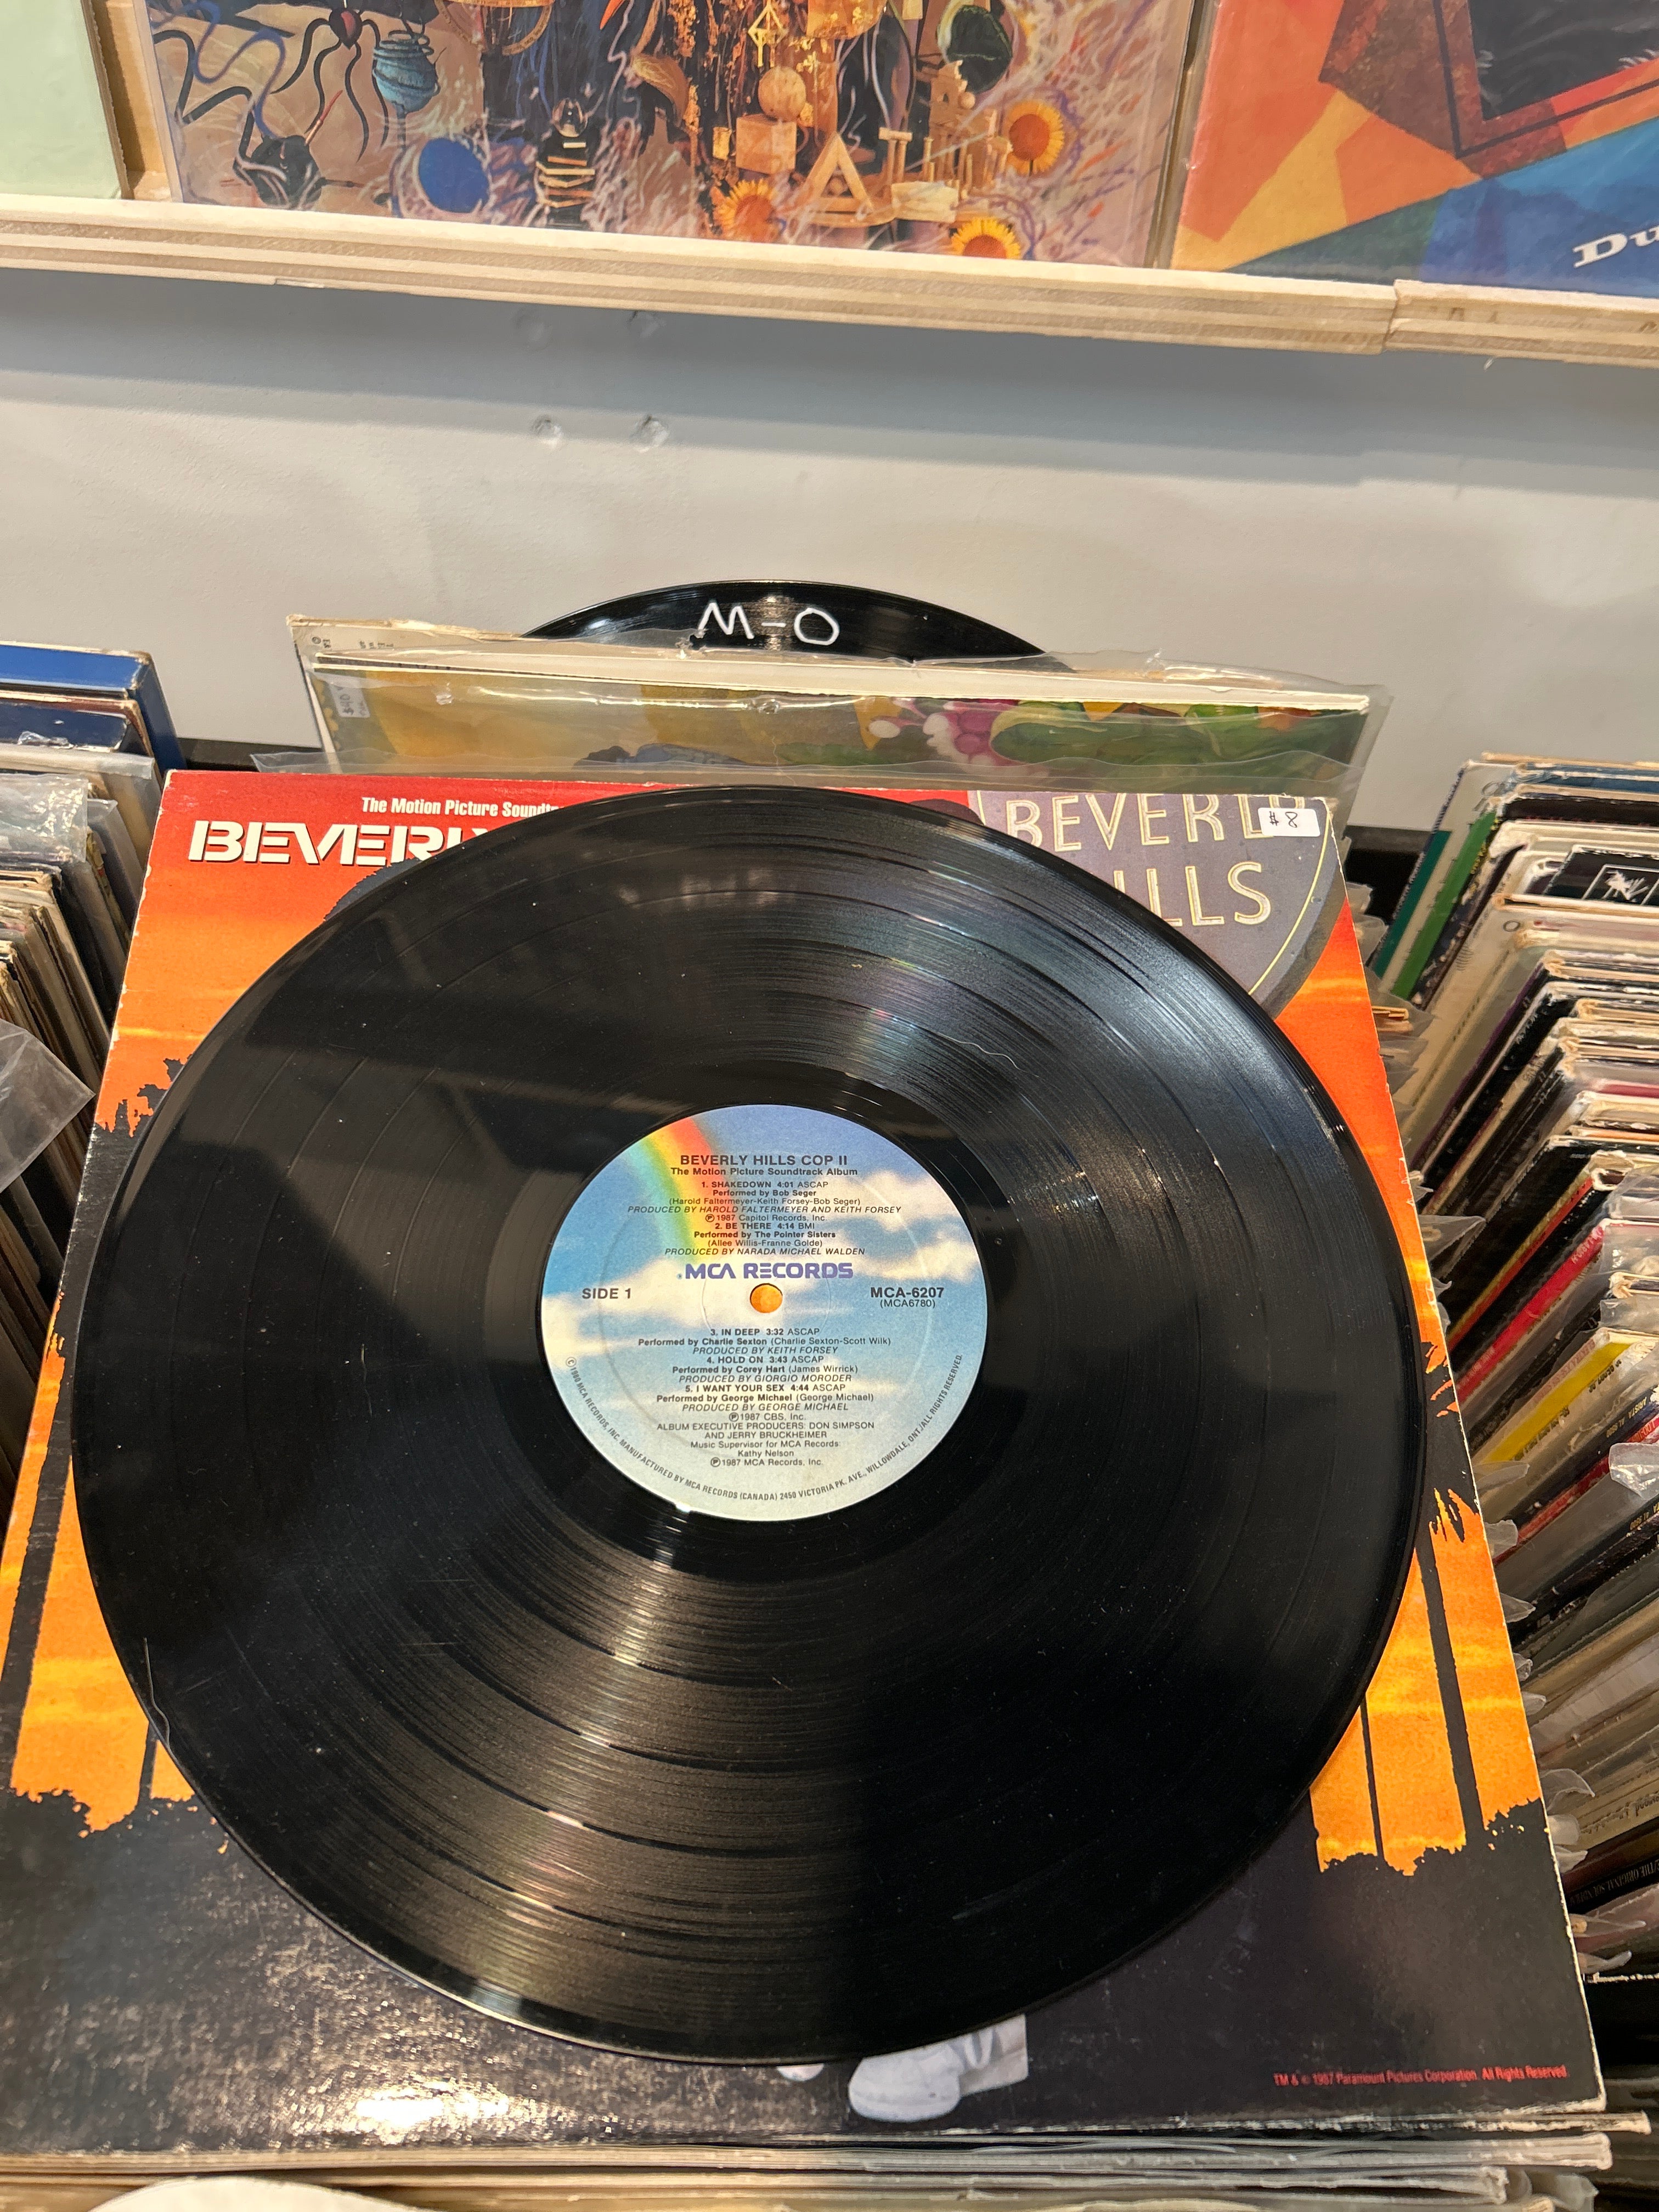 Du
M-O
The Motion Picture
BEVERL
BEVERLY
HILLS
#8
BEVERLY HILLS COP II
The Motion Picture Soundtrack Album
1. SHAKEDOWN 4:01 ASCAP
Performed by Bob Seger
(Harold Faltermeyer-Keith Forsey-Bob Seger)
PRODUCED BY HAROLD FALTERMEYER AND KEITH FORSEY
℗1987 Capitol Records, Inc.
2. BE THERE 4:14 BMI
Performed by The Pointer Sisters
(Allee Willis-Franne Golde)
PRODUCED BY NARADA MICHAEL WALDEN
MCA RECORDS
SIDE 1
MCA-6207
(MCA6780)
3. IN DEEP 3:32 ASCAP
Performed by Charlie Sexton (Charlie Sexton-Scott Wilk)
PRODUCED BY KEITH FORSEY
4. HOLD ON 3:43 ASCAP
Performed by Corey Hart (James Wirrick)
PRODUCED BY GIORGIO MORODER
5. I WANT YOUR SEX 4:44 ASCAP
Performed by George Michael (George Michael)
PRODUCED BY GEORGE MICHAEL
℗1987 CBS, Inc.
ALBUM EXECUTIVE PRODUCERS: DON SIMPSON
AND JERRY BRUCKHEIMER
Music Supervisor for MCA Records:
Kathy Nelson
℗1987 MCA Records, Inc.
MCA RECORDS, INC. MANUFACTURED BY MCA RECORDS (CANADA) 2450 VICTORIA PK. AVE., WILLOWDALE, ONT./ALL RIGHTS RESERVED.
TM & © 1987 Paramount Pictures Corporation. All Rights Reserved.